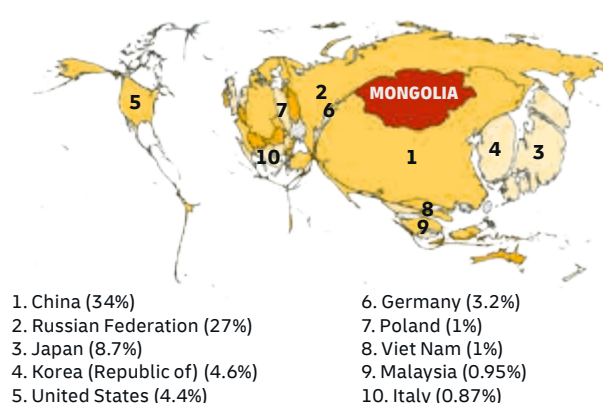 MONGOLIA
2
6
5
7
10
1
4
3
8
9
1. China (34%)
2. Russian Federation (27%)
3. Japan (8.7%)
4. Korea (Republic of) (4.6%)
5. United States (4.4%)
6. Germany (3.2%)
7. Poland (1%)
8. Viet Nam (1%)
9. Malaysia (0.95%)
10. Italy (0.87%)